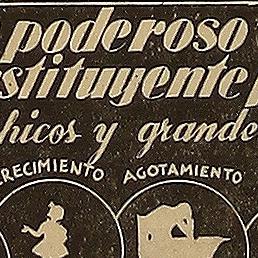 poderoso
stituyente
hicos y grande
RECIMIENTO AGOTAMIENTO